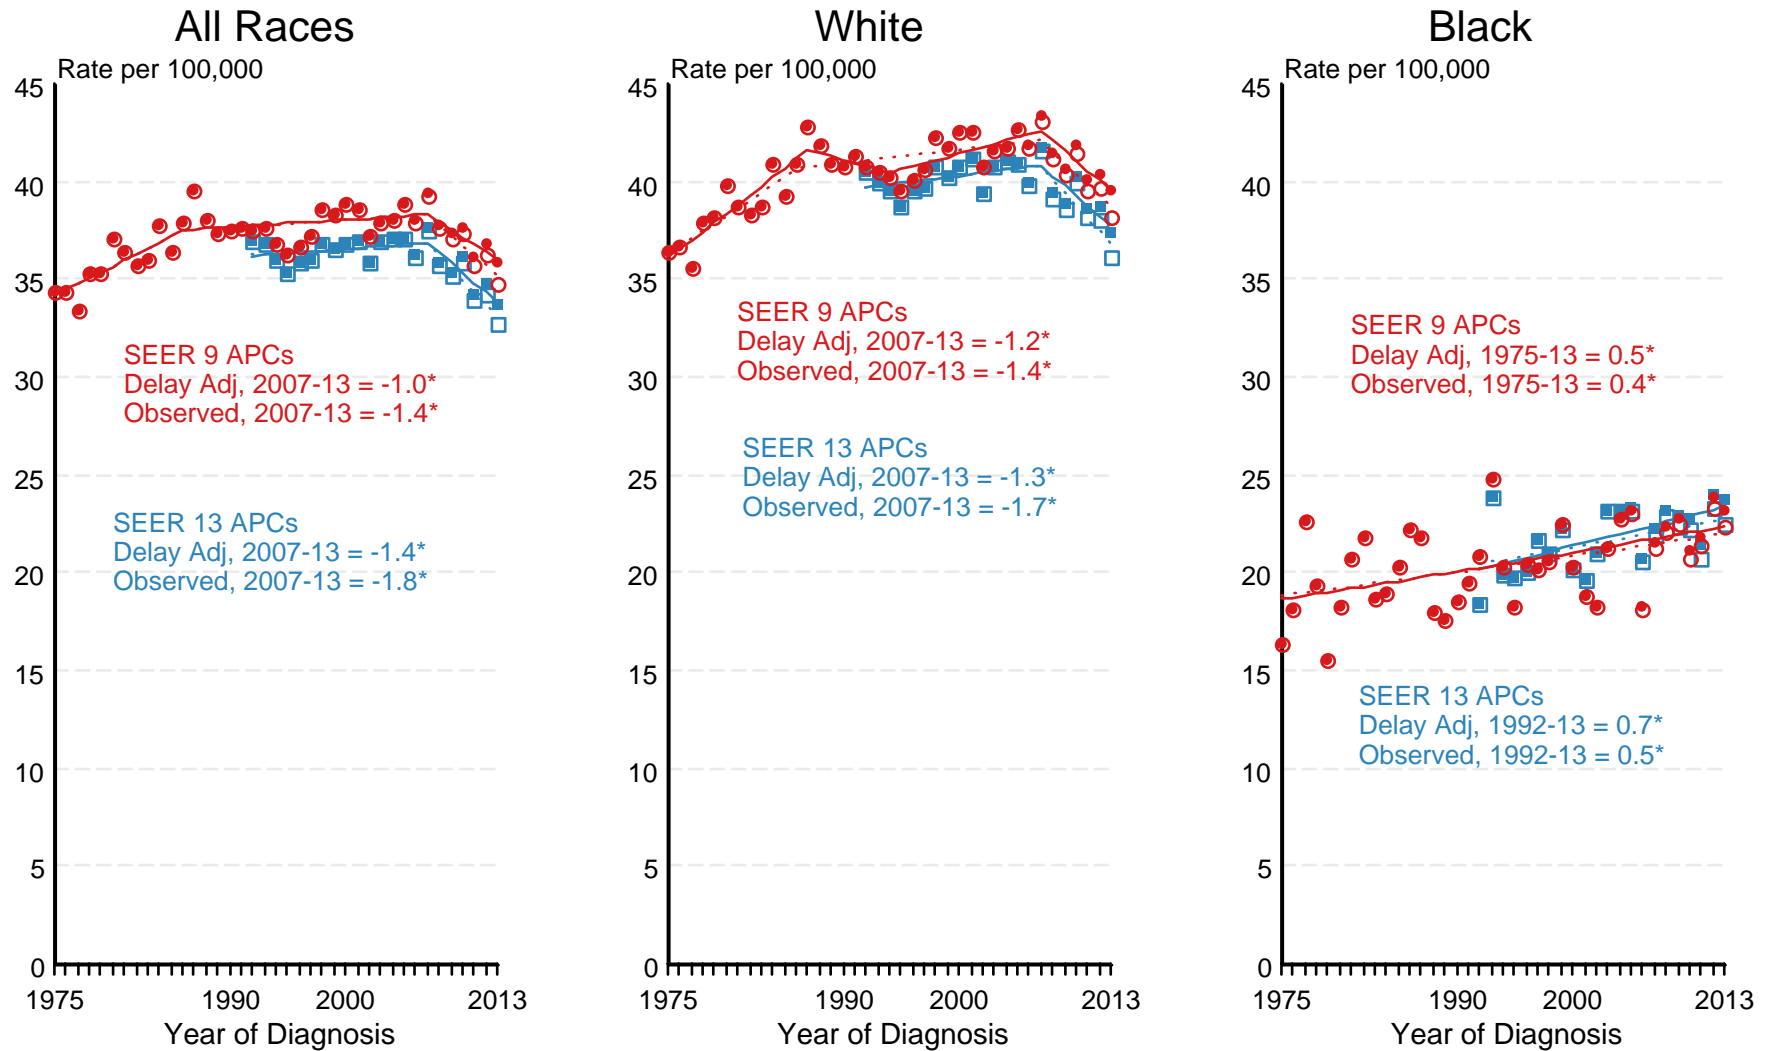 All Races
Rate per 100,000
45
40
35
30
25
20
15
10
5
0
SEER 9 APCs
Delay Adj, 2007-13 = -1.0*
Observed, 2007-13 = -1.4*
SEER 13 APCs
Delay Adj, 2007-13 = -1.4*
Observed, 2007-13 = -1.8*
1975 1990 2000 2013
Year of Diagnosis
White
Rate per 100,000
45
40
35
30
25
20
15
10
5
0
SEER 9 APCs
Delay Adj, 2007-13 = -1.2*
Observed, 2007-13 = -1.4*
SEER 13 APCs
Delay Adj, 2007-13 = -1.3*
Observed, 2007-13 = -1.7*
1975 1990 2000 2013
Year of Diagnosis
Black
Rate per 100,000
45
40
35
30
25
20
15
10
5
0
SEER 9 APCs
Delay Adj, 1975-13 = 0.5*
Observed, 1975-13 = 0.4*
SEER 13 APCs
Delay Adj, 1992-13 = 0.7*
Observed, 1992-13 = 0.5*
1975 1990 2000 2013
Year of Diagnosis